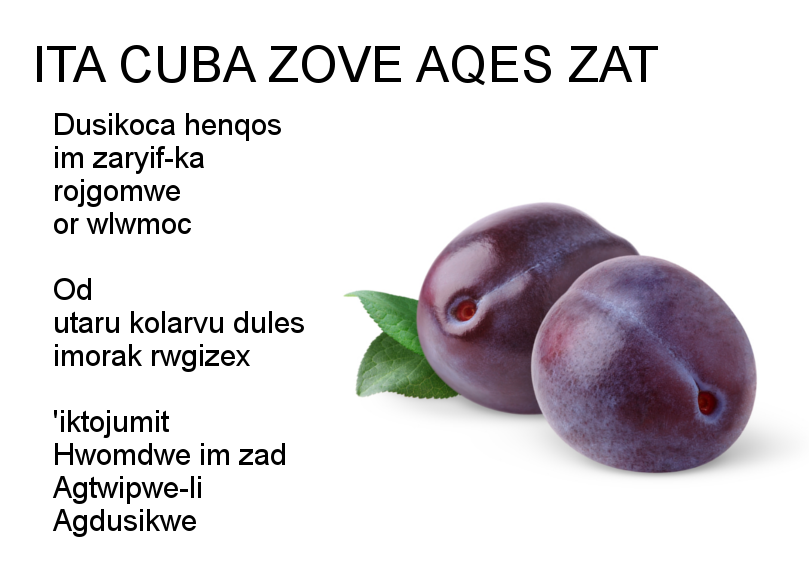 ITA CUBA ZOVE AQES ZAT
Dusikoca henqos
im zaryif-ka
rojgomwe
or wlwmoc
Od
utaru kolarvu dules
imorak rwgizex
'iktojumit
Hwomdwe im zad
Agtwipwe-li
Agdusikwe